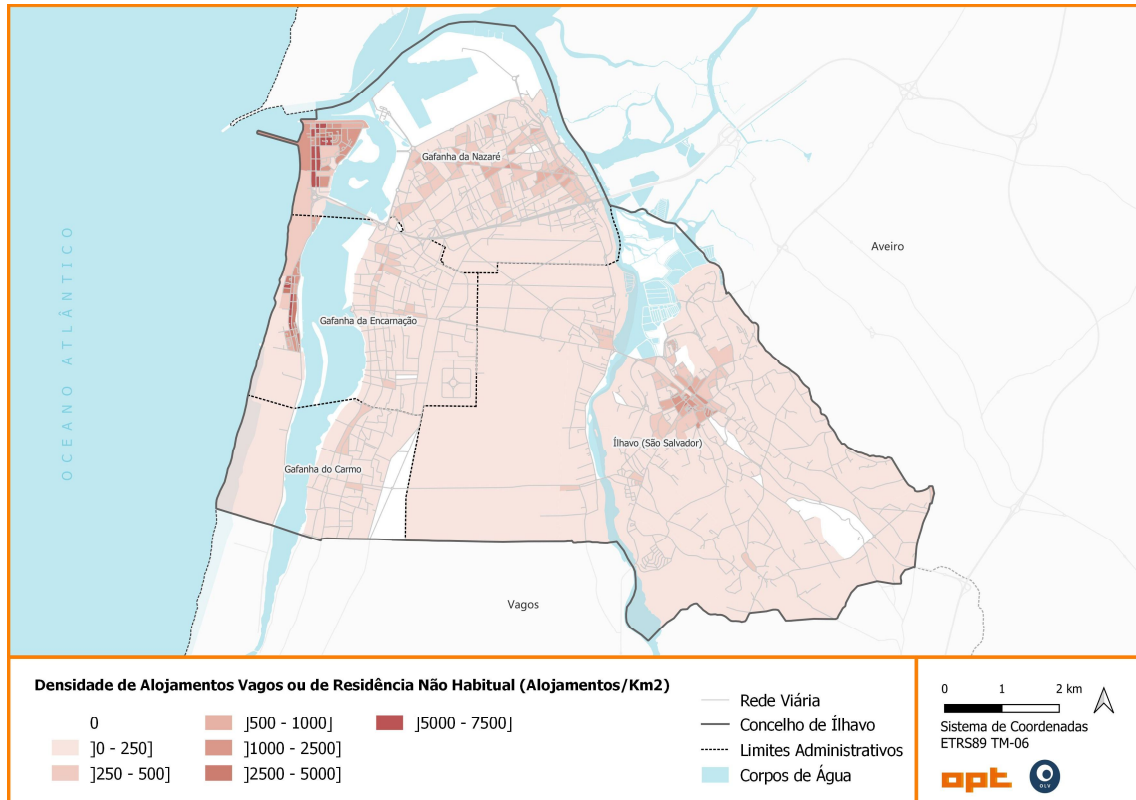 OCEANO ATLÂNTICO
Gafanha da Nazaré
Aveiro
Gafanha da Encarnação
Ílhavo (São Salvador)
Gafanha do Carmo
Vagos
Densidade de Alojamentos Vagos ou de Residência Não Habitual (Alojamentos/Km2)
0
]0 - 250]
]250 - 500]
]500 - 1000]
]1000 - 2500]
]2500 - 5000]
]5000 - 7500]
Rede Viária
Concelho de Ílhavo
Limites Administrativos
Corpos de Água
0 1 2 km
Sistema de Coordenadas
ETRS89 TM-06
opt
OLV